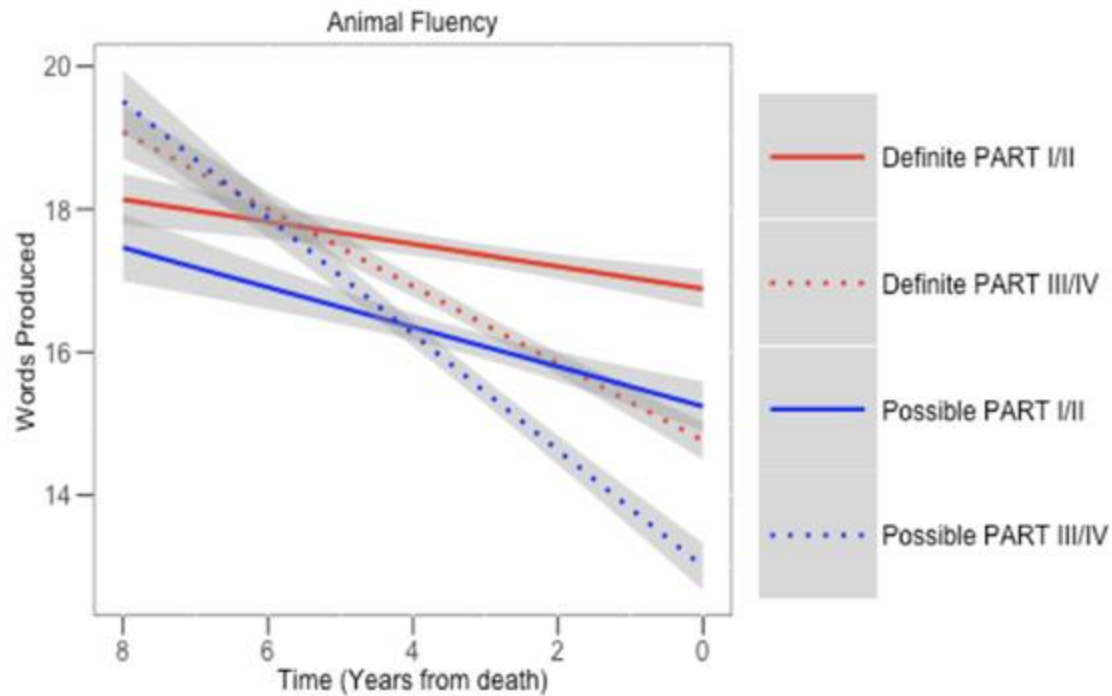 Animal Fluency
20
18
16
14
Words Produced
8 6 4 2 0
Time (Years from death)
Definite PART I/II
Definite PART III/IV
Possible PART I/II
Possible PART III/IV